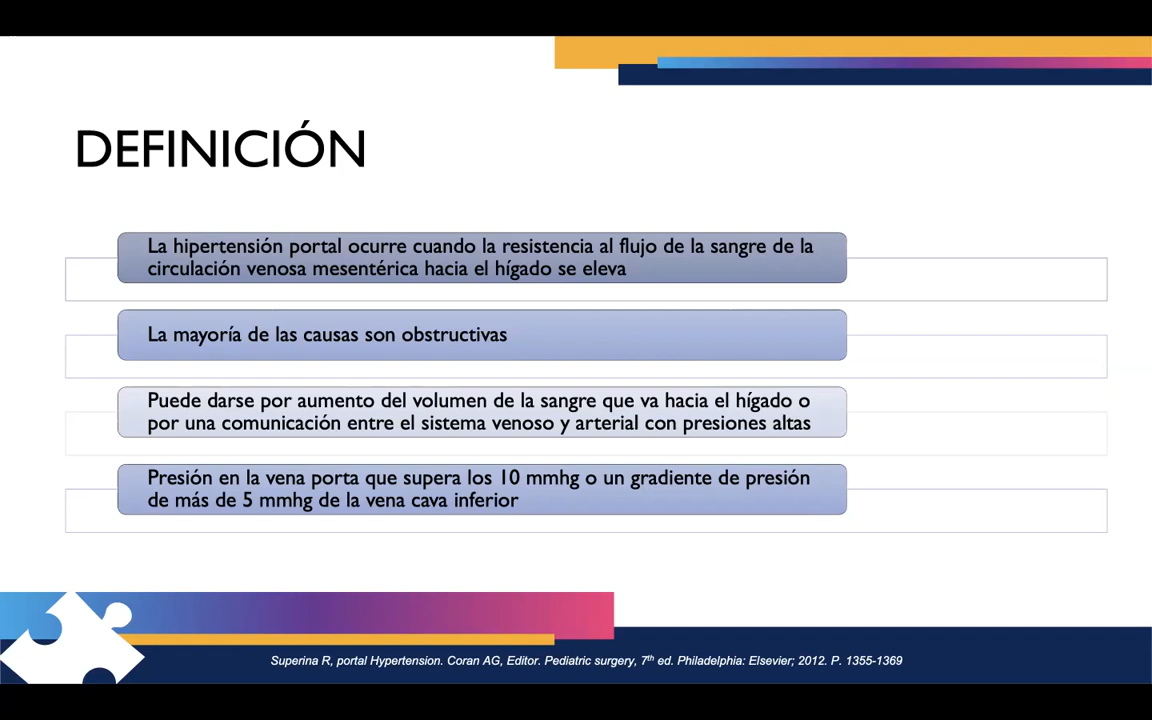 DEFINICIÓN
La hipertensión portal ocurre cuando la resistencia al flujo de la sangre de la
circulación venosa mesentérica hacia el hígado se eleva
La mayoría de las causas son obstructivas
Puede darse por aumento del volumen de la sangre que va hacia el hígado o
por una comunicación entre el sistema venoso y arterial con presiones altas
Presión en la vena porta que supera los 10 mmhg o un gradiente de presión
de más de 5 mmhg de la vena cava inferior
Superina R, portal Hypertension. Coran AG, Editor. Pediatric surgery, 7th ed. Philadelphia: Elsevier; 2012. P. 1355-1369